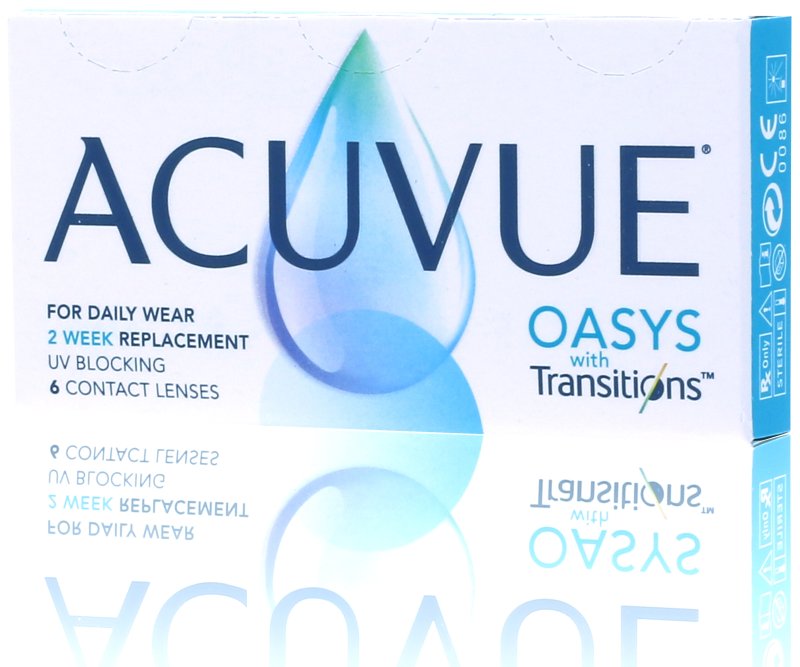 ACUVUE®
FOR DAILY WEAR
2 WEEK REPLACEMENT
UV BLOCKING
6 CONTACT LENSES
OASYS
with
Transitions™
CE
0086
Rx Only
STERILE